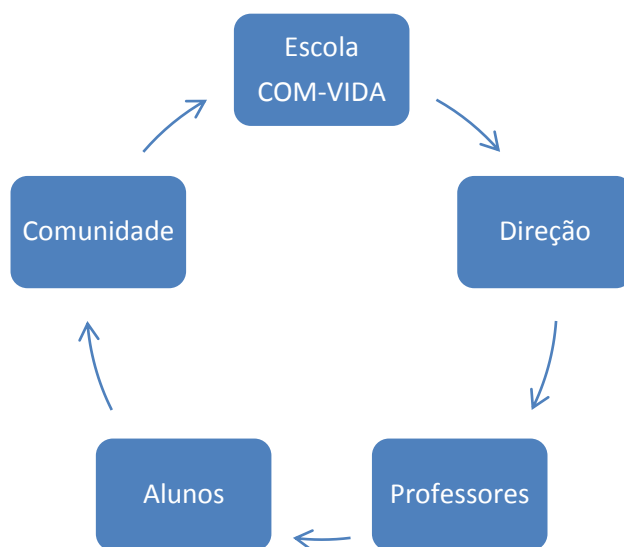 Escola
COM-VIDA
Direção
Professores
Alunos
Comunidade